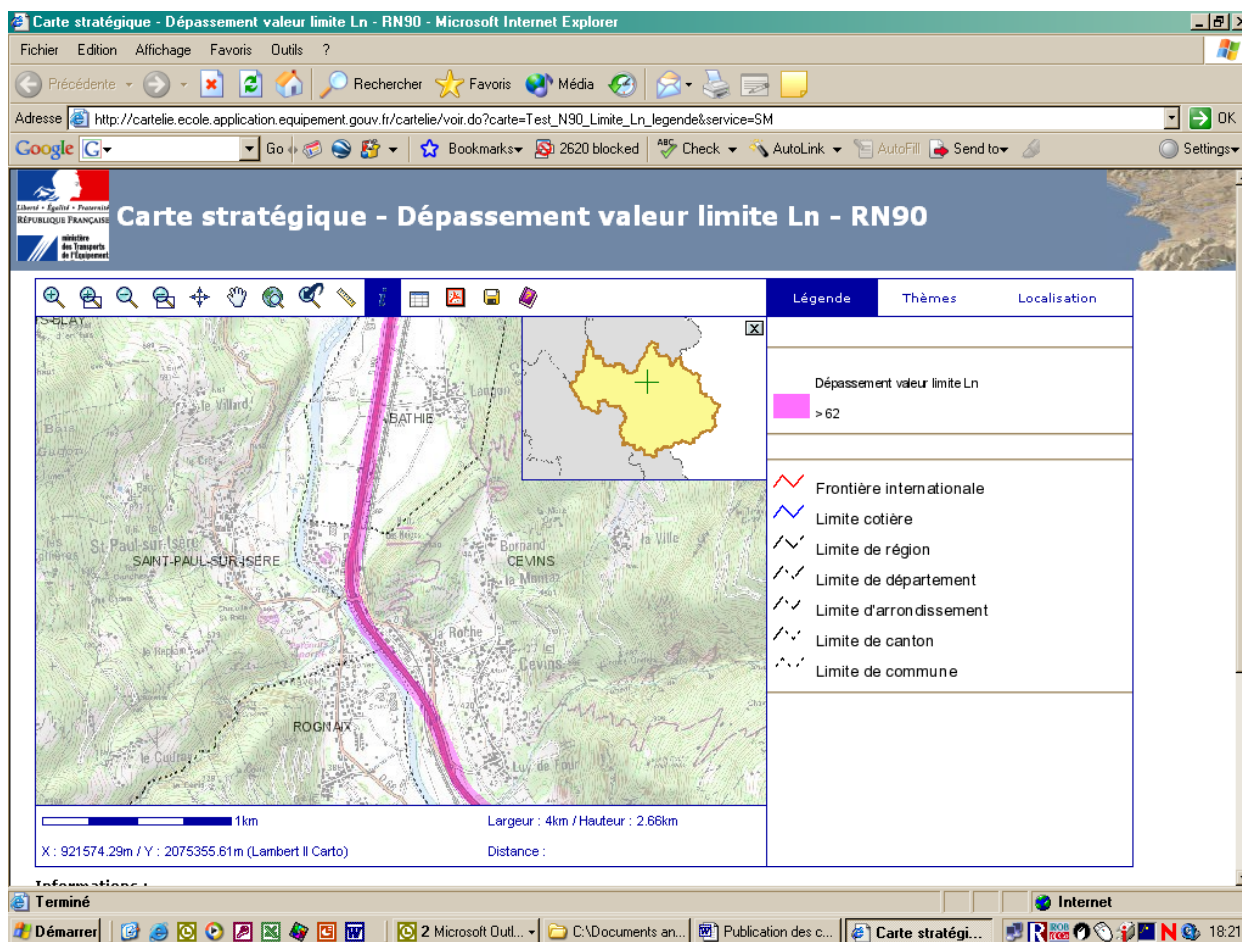 Carte stratégique - Dépassement valeur limite Ln - RN90 - Microsoft Internet Explorer
Fichier Edition Affichage Favoris Outils ?
Précédente Rechercher Favoris Média
Adresse http://cartelie.ecole.application.equipement.gouv.fr/cartelie/voir.do?carte=Test_N90_Limite_Ln_legende&service=SM OK
Google G Go Bookmarks 2620 blocked ABC Check AutoLink AutoFill Send to Settings
Liberté • Égalité • Fraternité
RÉPUBLIQUE FRANÇAISE
ministère
des Transports
de l'Équipement
Carte stratégique - Dépassement valeur limite Ln - RN90
Légende Thèmes Localisation
le Villard
Langon
BATHIE
Dépassement valeur limite Ln
> 62
St-Paul-sur-Isère
SAINT-PAUL-SUR-ISERE
Bornand
CEVINS
la Ville
la Roche
Cevins
ROGNAIX
le Cudray
Luy de Four
Frontière internationale
Limite cotière
Limite de région
Limite de département
Limite d'arrondissement
Limite de canton
Limite de commune
1km
Largeur : 4km / Hauteur : 2.66km
X : 921574.29m / Y : 2075355.61m (Lambert II Carto)
Distance :
Informations :
Terminé Internet
Démarrer 2 Microsoft Outl... C:\Documents an... Publication des c... Carte stratégi... 18:21